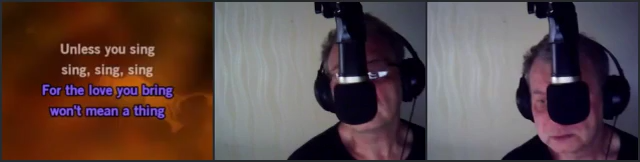 Unless you sing
sing, sing, sing
For the love you bring
won't mean a thing